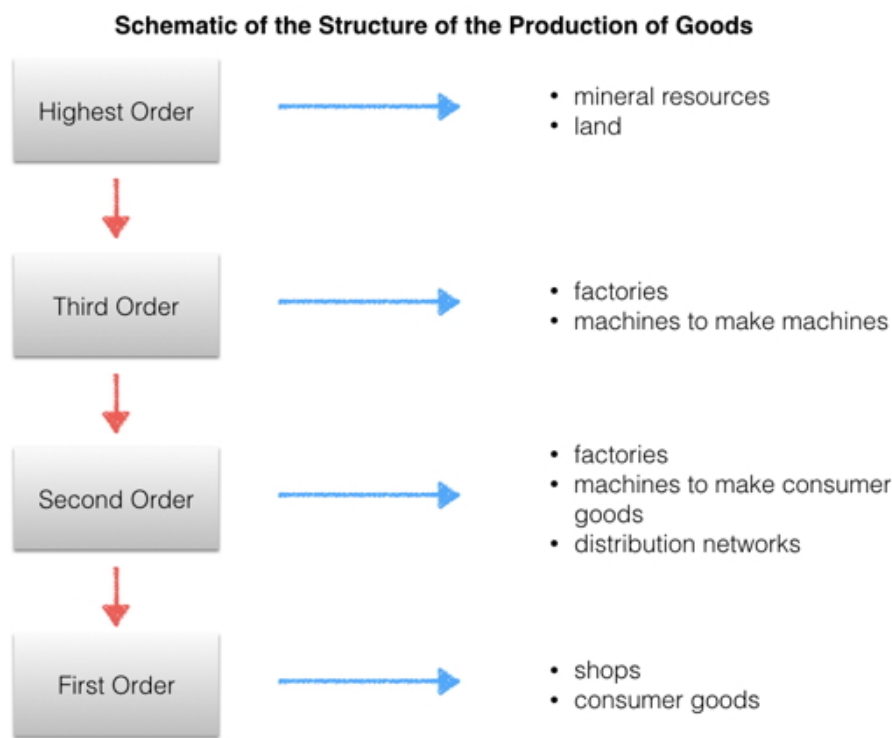 Schematic of the Structure of the Production of Goods
Highest Order
• mineral resources
• land
Third Order
• factories
• machines to make machines
Second Order
• factories
• machines to make consumer
goods
• distribution networks
First Order
• shops
• consumer goods